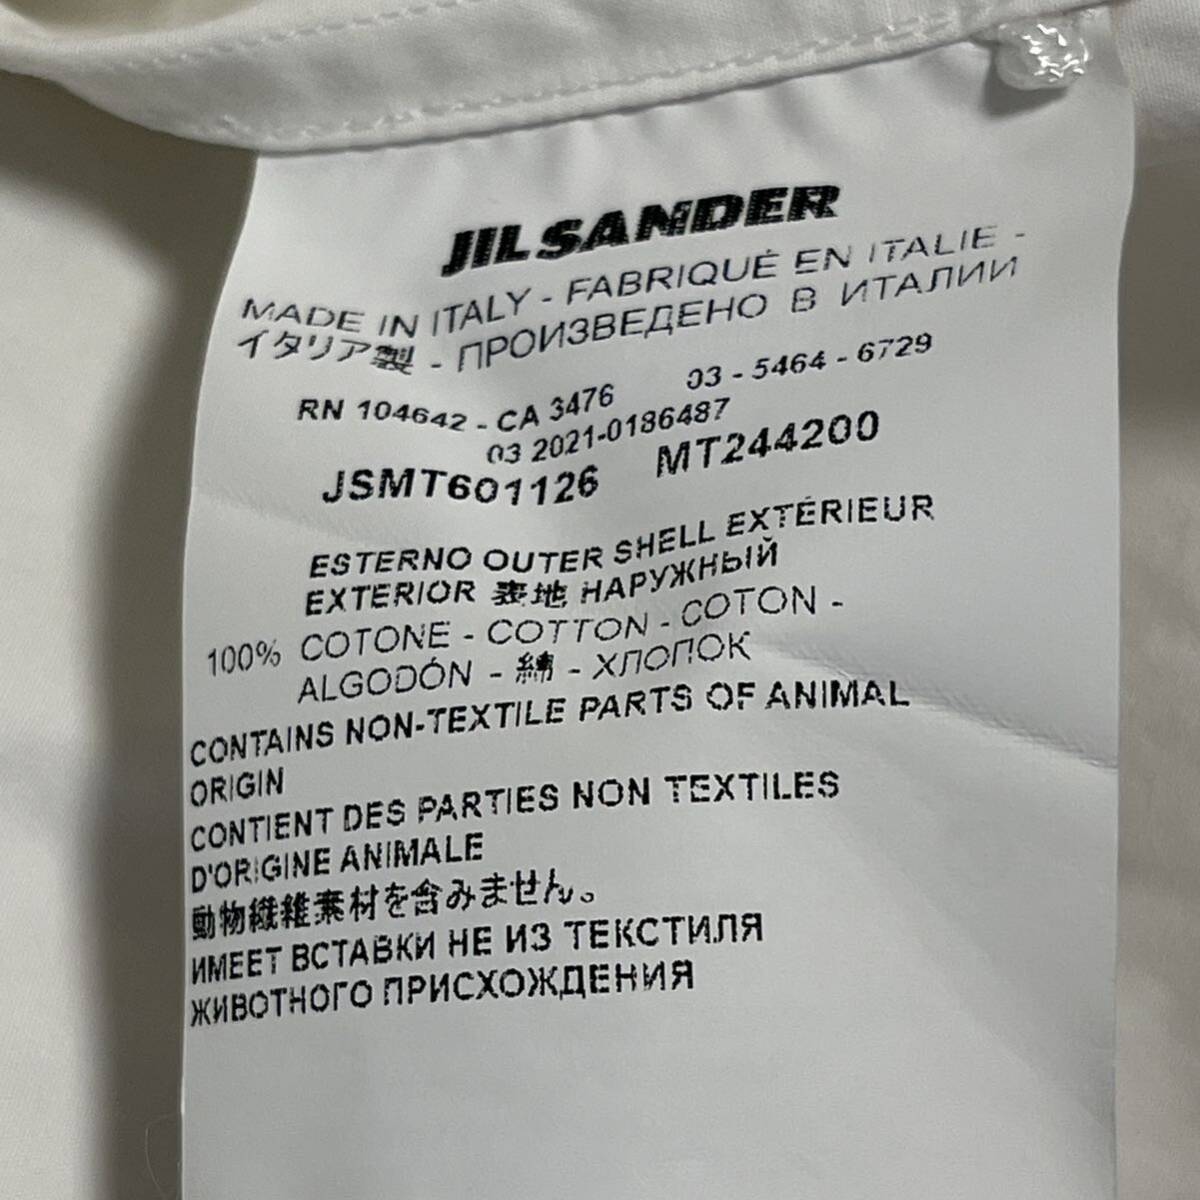 JIL SANDER
MADE IN ITALY - FABRIQUÉ EN ITALIE -
イタリア製 - ПРОИЗВЕДЕНО В ИТАЛИИ
RN 104642 - CA 3476 03 - 5464 - 6729
03 2021-0186487
JSMT601126 MT244200
ESTERNO OUTER SHELL EXTÉRIEUR
EXTERIOR 表地 НАРУЖНЫЙ
100% COTONE - COTTON - COTON -
ALGODÓN - 綿 - ХЛОПОК
CONTAINS NON-TEXTILE PARTS OF ANIMAL
ORIGIN
CONTIENT DES PARTIES NON TEXTILES
D'ORIGINE ANIMALE
動物繊維素材を含みません。
ИМЕЕТ ВСТАВКИ НЕ ИЗ ТЕКСТИЛЯ
ЖИВОТНОГО ПРИСХОЖДЕНИЯ